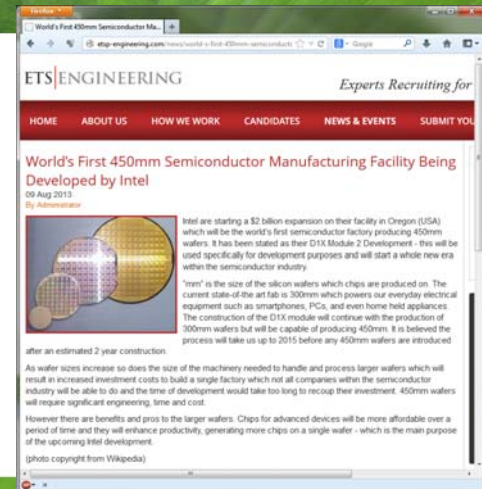 Firefox
World's First 450mm Semiconductor Ma...
etsp-engineering.com/news/world-s-first-450mm-semiconducto
Google
ETS ENGINEERING
Experts Recruiting for
HOME ABOUT US HOW WE WORK CANDIDATES NEWS & EVENTS SUBMIT YOU
World's First 450mm Semiconductor Manufacturing Facility Being
Developed by Intel
09 Aug 2013
By Administrator
Intel are starting a $2 billion expansion on their facility in Oregon (USA)
which will be the world's first semiconductor factory producing 450mm
wafers. It has been stated as their D1X Module 2 Development - this will be
used specifically for development purposes and will start a whole new era
within the semiconductor industry.
"mm" is the size of the silicon wafers which chips are produced on. The
current state-of-the art fab is 300mm which powers our everyday electrical
equipment such as smartphones, PCs, and even home held appliances.
The construction of the D1X module will continue with the production of
300mm wafers but will be capable of producing 450mm. It is believed the
process will take us up to 2015 before any 450mm wafers are introduced
after an estimated 2 year construction.
As wafer sizes increase so does the size of the machinery needed to handle and process larger wafers which will
result in increased investment costs to build a single factory which not all companies within the semiconductor
industry will be able to do and the time of development would take too long to recoup their investment. 450mm wafers
will require significant engineering, time and cost.
However there are benefits and pros to the larger wafers. Chips for advanced devices will be more affordable over a
period of time and they will enhance productivity, generating more chips on a single wafer - which is the main purpose
of the upcoming Intel development.
(photo copyright from Wikipedia)